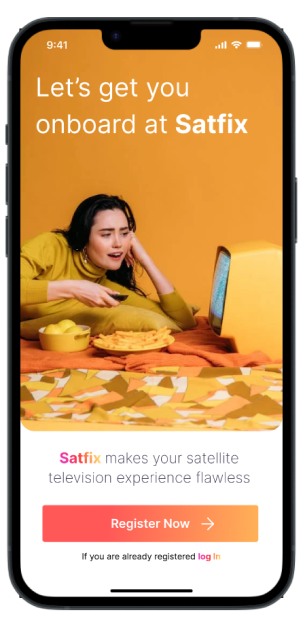 9:41
Let's get you
onboard at Satfix
Satfix makes your satellite
television experience flawless
Register Now
If you are already registered log In